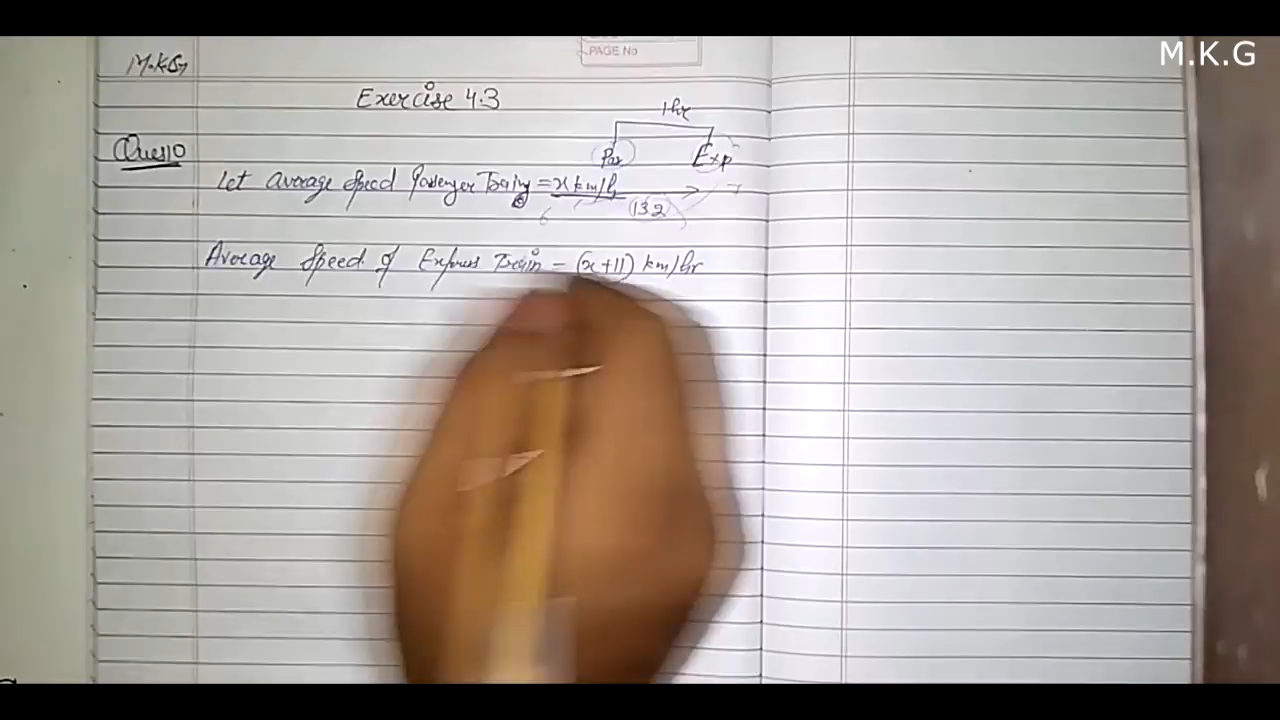 M.K.G
PAGE No
M.KG
Exercise 4.3
1hr
Ques10
Pas
Exp
Let average speed Passenger Train = x km/h
132
Average speed of Express Train = (x+11) km/hr